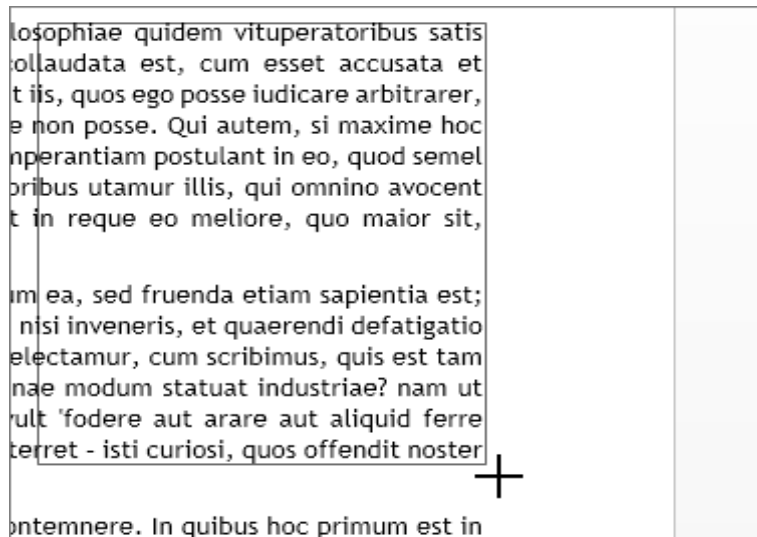 losophiae quidem vituperatoribus satis
ollaudata est, cum esset accusata et
t iis, quos ego posse iudicare arbitrarer,
e non posse. Qui autem, si maxime hoc
mperantiam postulant in eo, quod semel
oribus utamur illis, qui omnino avocent
t in reque eo meliore, quo maior sit,
um ea, sed fruenda etiam sapientia est;
nisi inveneris, et quaerendi defatigatio
electamur, cum scribimus, quis est tam
nae modum statuat industriae? nam ut
vult 'fodere aut arare aut aliquid ferre
terret - isti curiosi, quos offendit noster
ontemnere. In quibus hoc primum est in